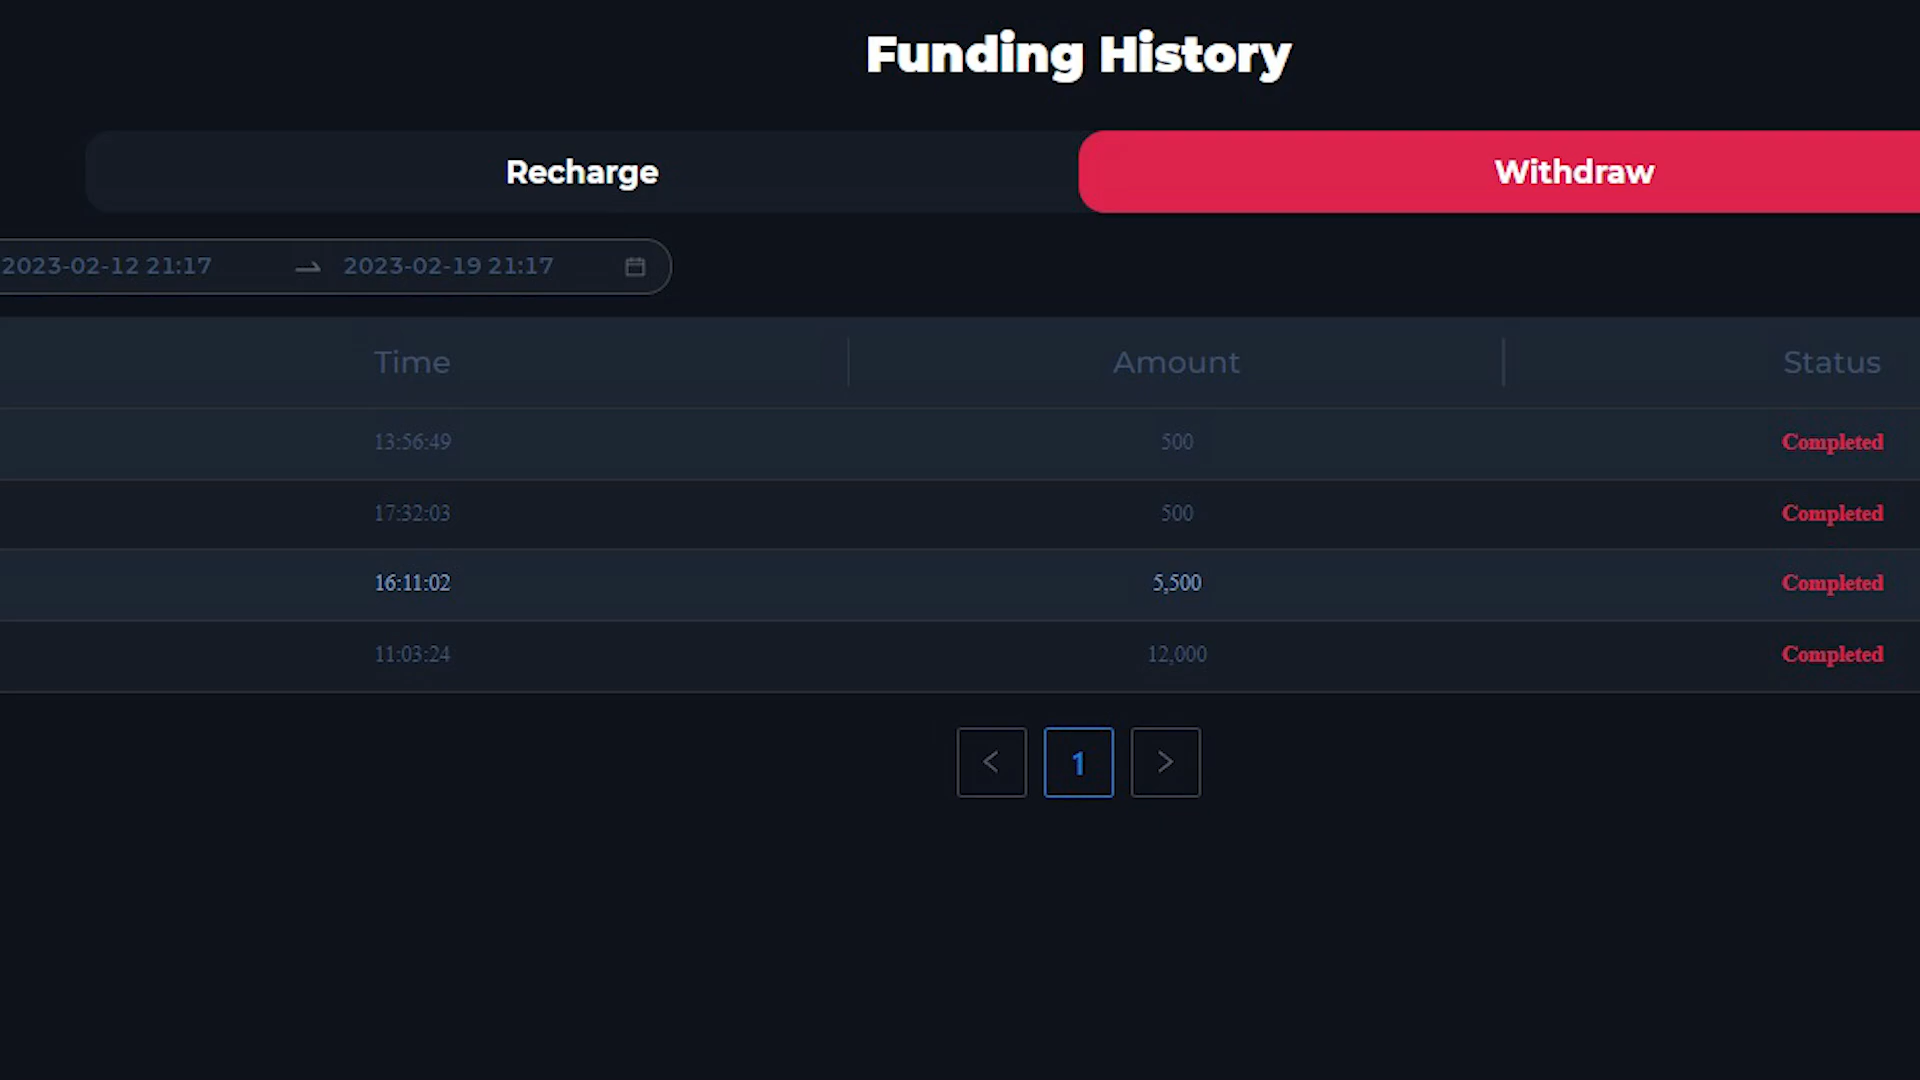 Funding History
Recharge Withdraw
2023-02-12 21:17 2023-02-19 21:17
Time Amount Status
13:56:49 500 Completed
17:32:03 500 Completed
16:11:02 5,500 Completed
11:03:24 12,000 Completed
< 1 >